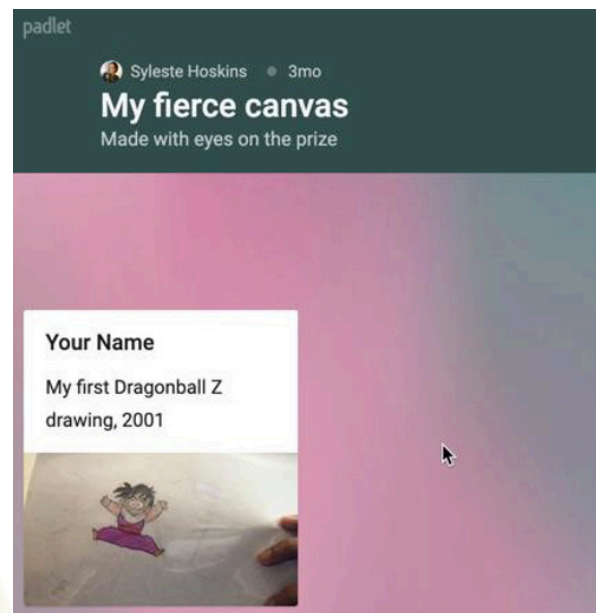 padlet
Syleste Hoskins • 3mo
My fierce canvas
Made with eyes on the prize
Your Name
My first Dragonball Z
drawing, 2001